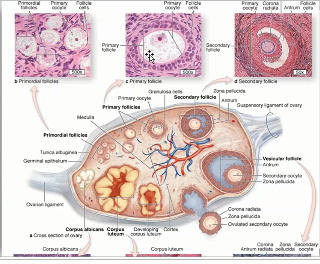 Primordial follicles
Primary oocyte
Follicle cells
Primary oocyte
Follicle cells
Primary oocyte
Corona radiata
Antrum
Follicle cells
Primary follicle
Secondary follicle
b Primordial follicles
c Primary follicle
d Secondary follicle
Granulosa cells
Zona pellucida
Primary oocyte
Secondary follicle
Antrum
Primary follicles
Suspensory ligament of ovary
Medulla
Primordial follicles
Tunica albuginea
Germinal epithelium
Vesicular follicle
Antrum
Secondary oocyte
Zona pellucida
Ovarian ligament
Corona radiata
Zona pellucida
Ovulated secondary oocyte
Corpus albicans
Corpus luteum
Developing corpus luteum
Cortex
a Cross section of ovary
Corpus albicans
Corpus luteum
Antrum
Corona radiata
Zona pellucida
Secondary oocyte